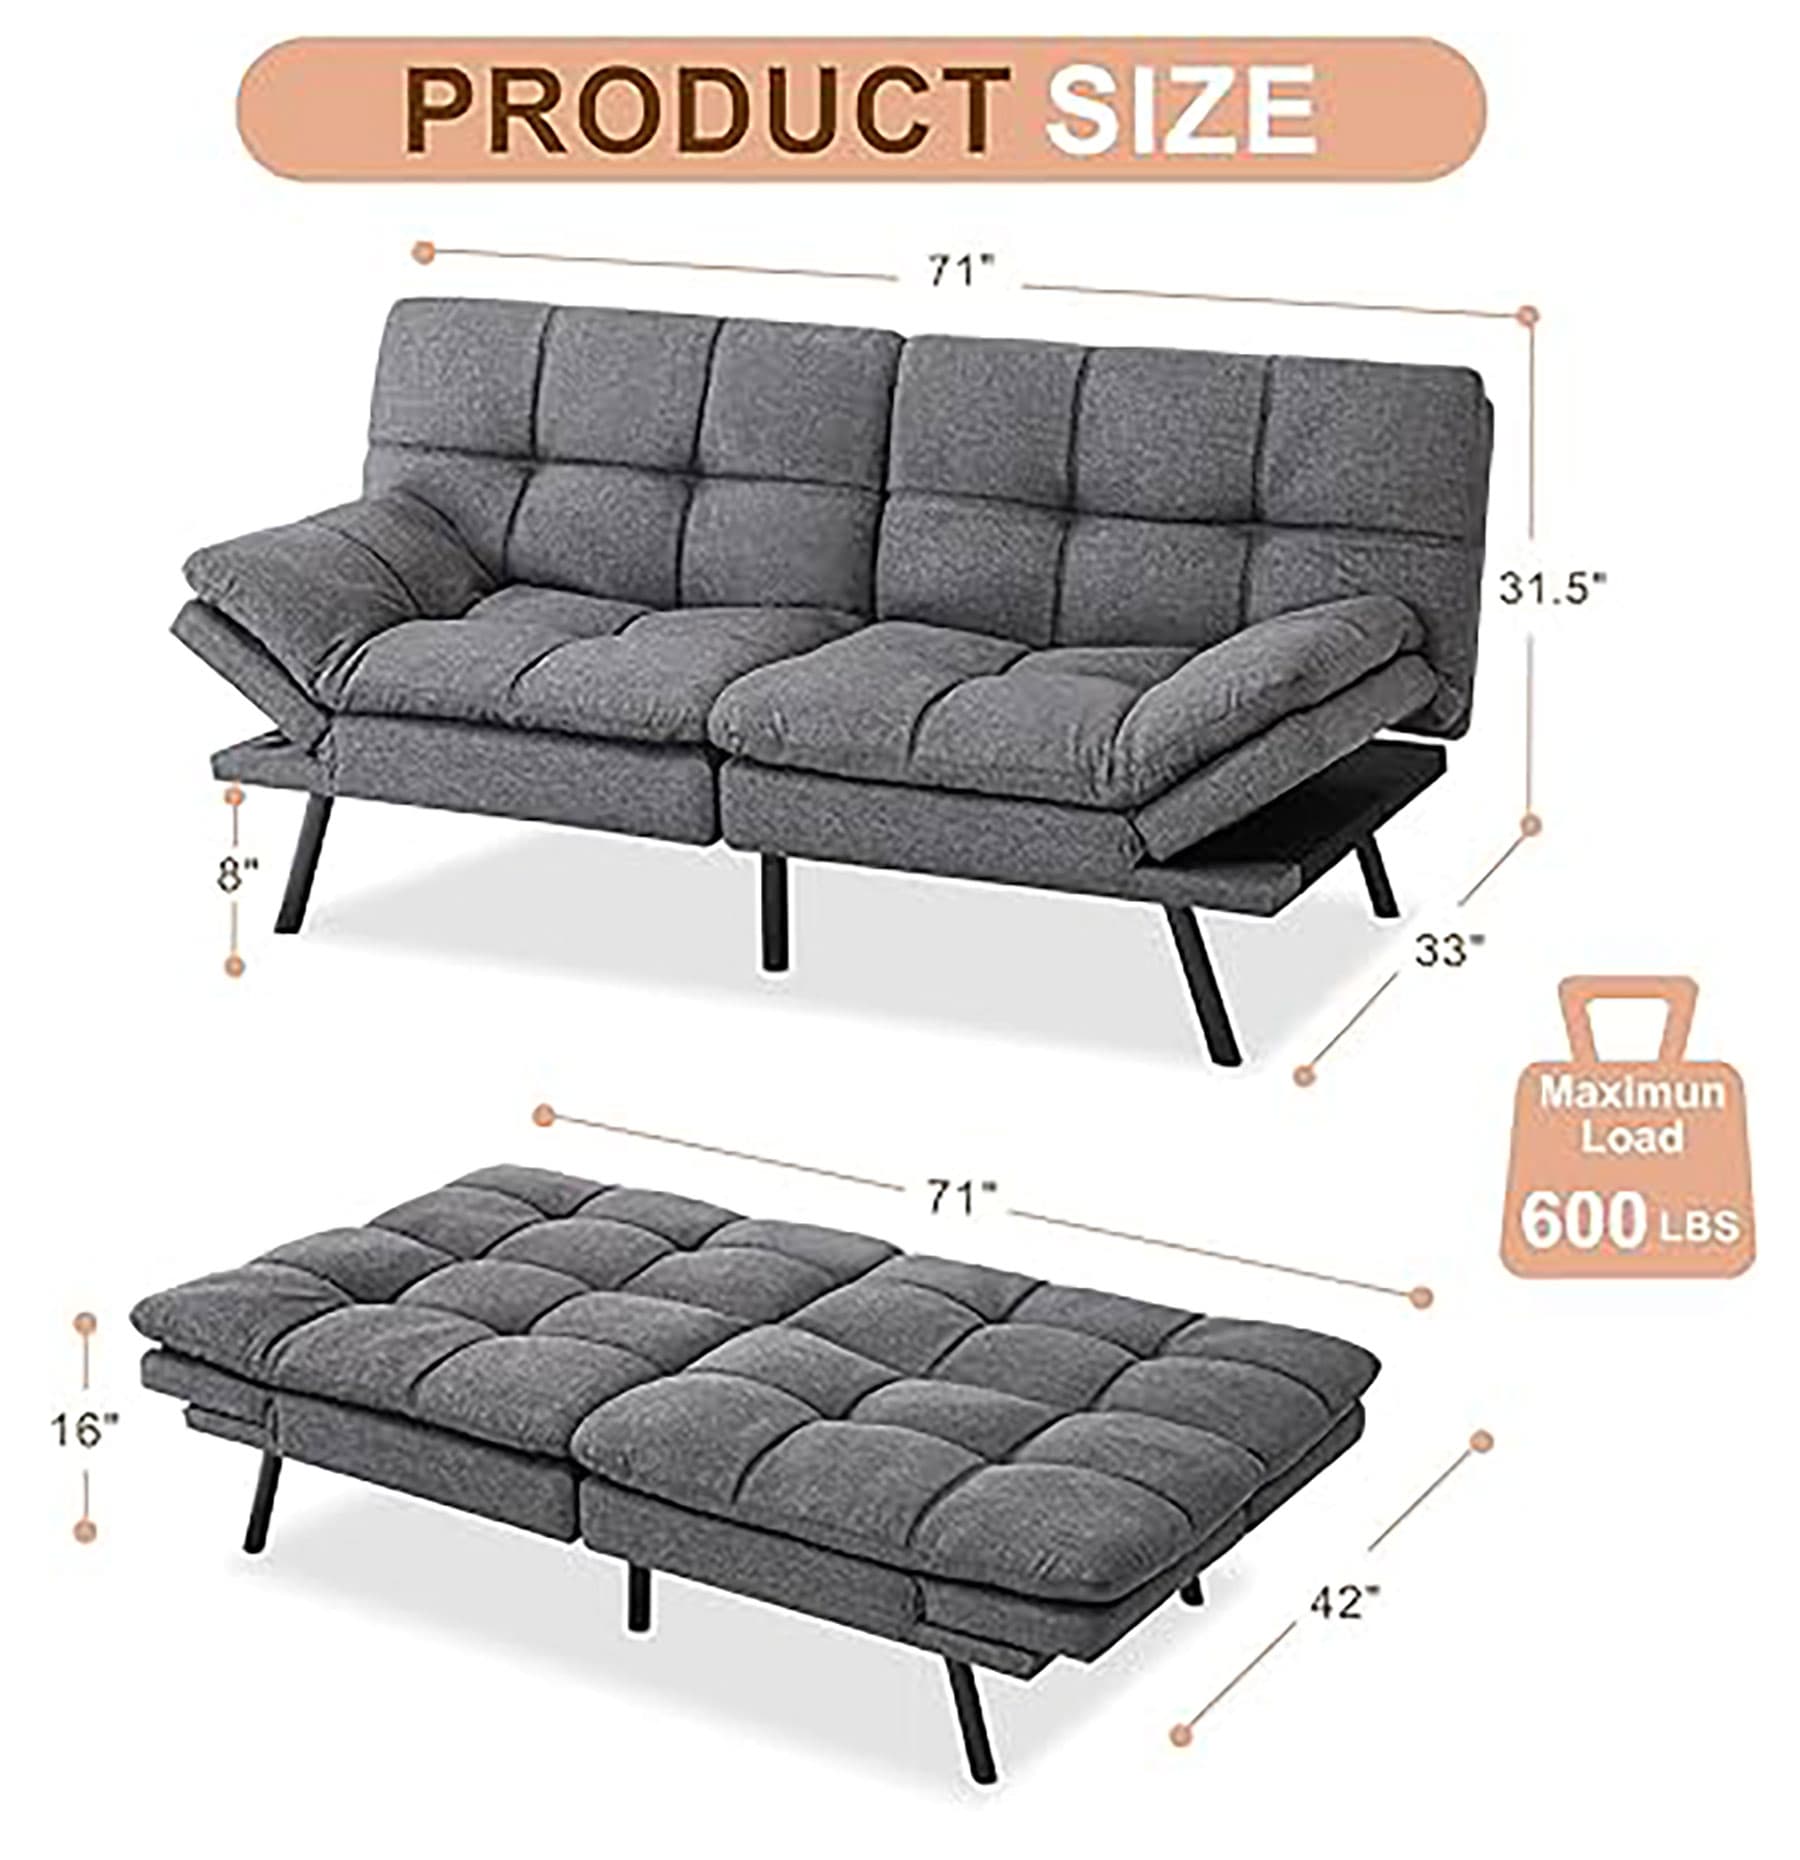 PRODUCT SIZE
71"
31.5"
8"
33"
Maximun
Load
600 LBS
71"
16"
42"